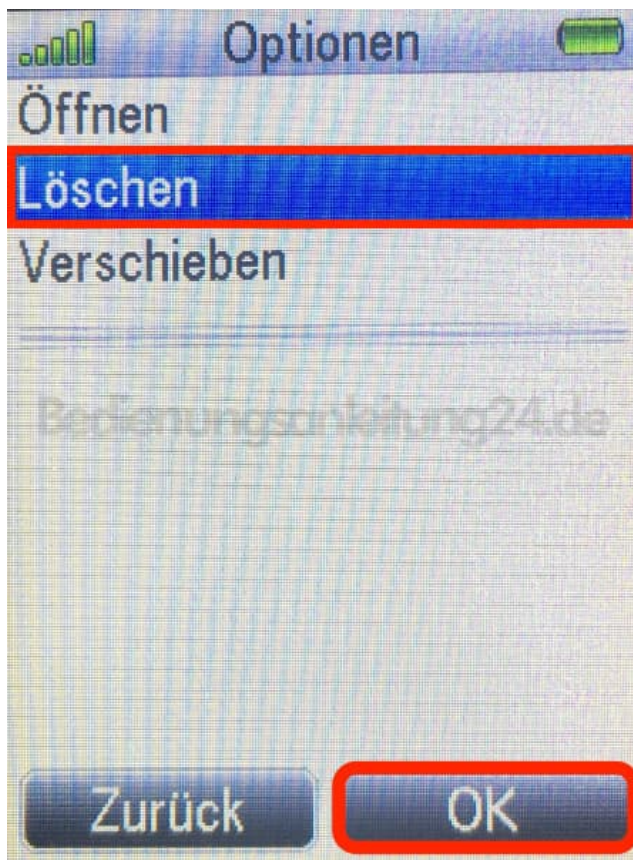 Optionen
Öffnen
Löschen
Verschieben
Bedienungsanleitung24.de
Zurück OK